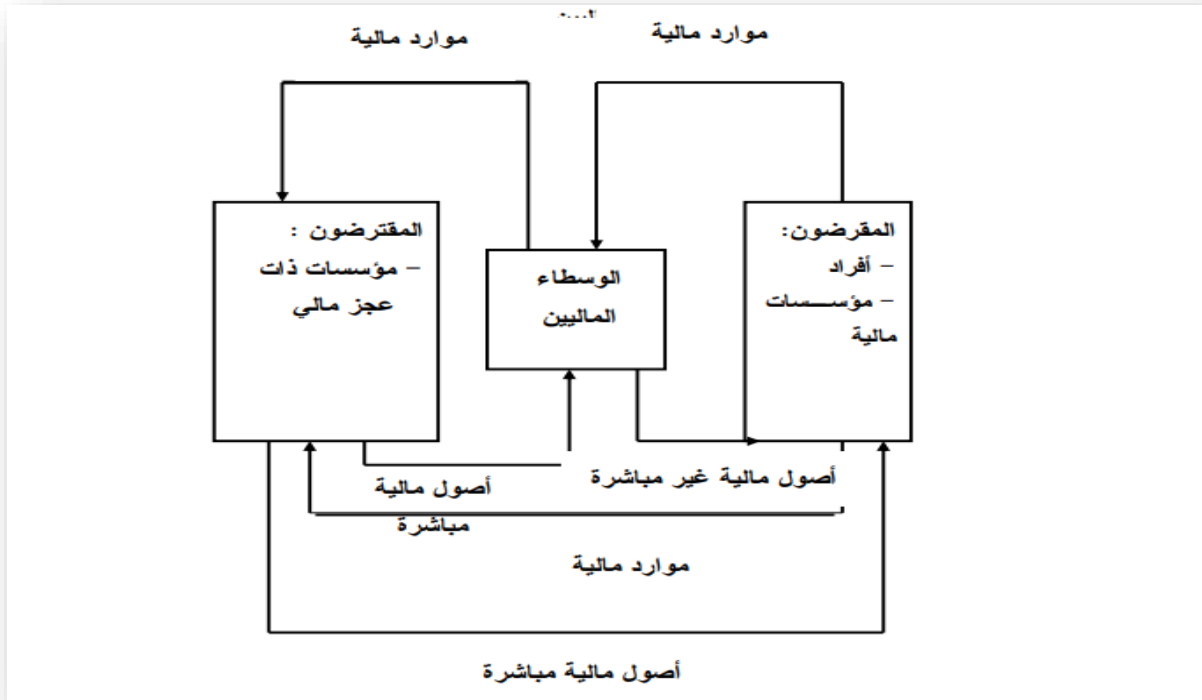 موارد مالية
موارد مالية
المقرضون:
– أفراد
– مؤســـسات
مالية
الوسطاء
الماليين
المقترضون :
– مؤسسات ذات
عجز مالي
أصول مالية غير مباشرة
أصول مالية
مباشرة
موارد مالية
أصول مالية مباشرة